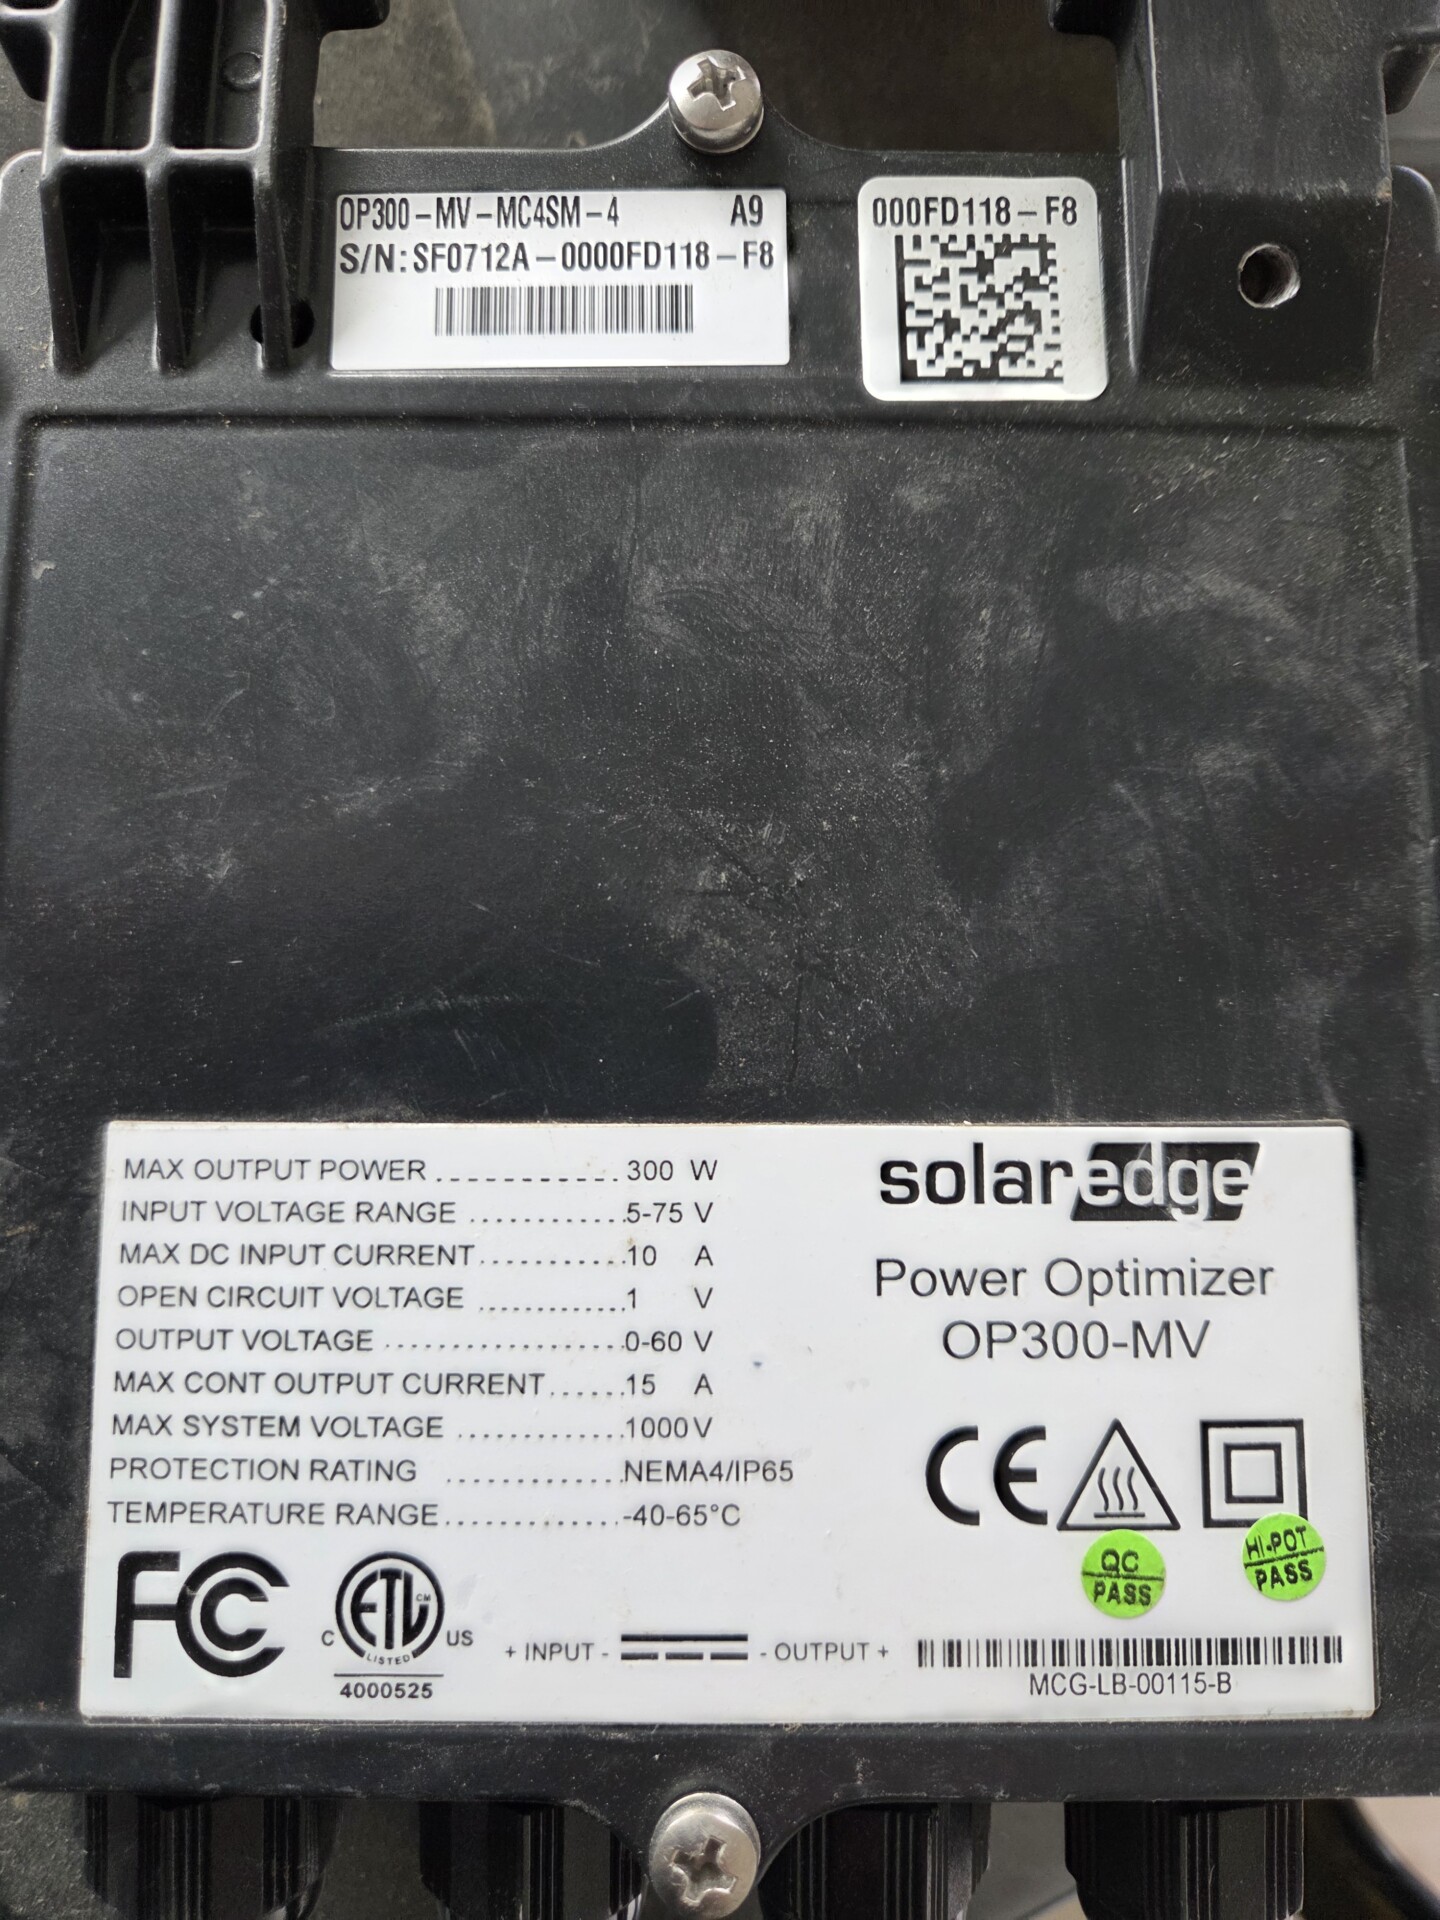 OP300-MV-MC4SM-4 A9
S/N: SF0712A-0000FD118-F8
000FD118-F8
MAX OUTPUT POWER ............. 300 W
INPUT VOLTAGE RANGE ............5-75 V
MAX DC INPUT CURRENT...........10 A
OPEN CIRCUIT VOLTAGE ............1 V
OUTPUT VOLTAGE ..................0-60 V
MAX CONT OUTPUT CURRENT......15 A
MAX SYSTEM VOLTAGE .............1000V
PROTECTION RATING .............NEMA4/IP65
TEMPERATURE RANGE..............-40-65°C
solaredge
Power Optimizer
OP300-MV
CE
QC
PASS
HI-POT
PASS
FC
C ETL CM US
LISTED
4000525
+ INPUT - - OUTPUT +
MCG-LB-00115-B